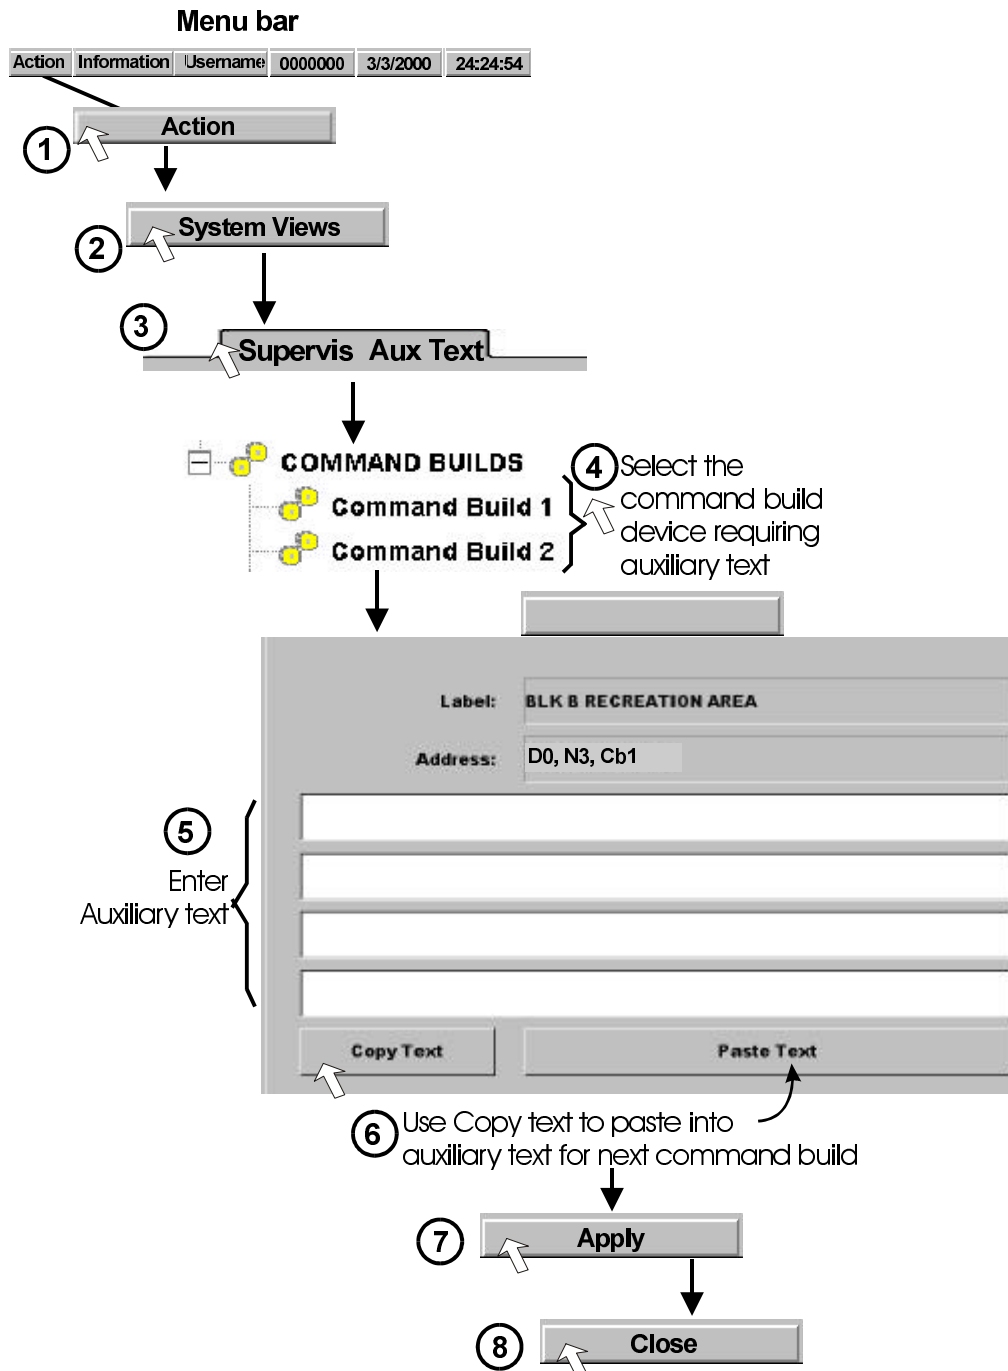 Menu bar
Action Information Username 0000000 3/3/2000 24:24:54
1 Action
2 System Views
3 Supervis Aux Text
COMMAND BUILDS
Command Build 1
Command Build 2
4 Select the
command build
device requiring
auxiliary text
Label: BLK B RECREATION AREA
Address: D0, N3, Cb1
5
Enter
Auxiliary text
Copy Text Paste Text
6 Use Copy text to paste into
auxiliary text for next command build
7 Apply
8 Close